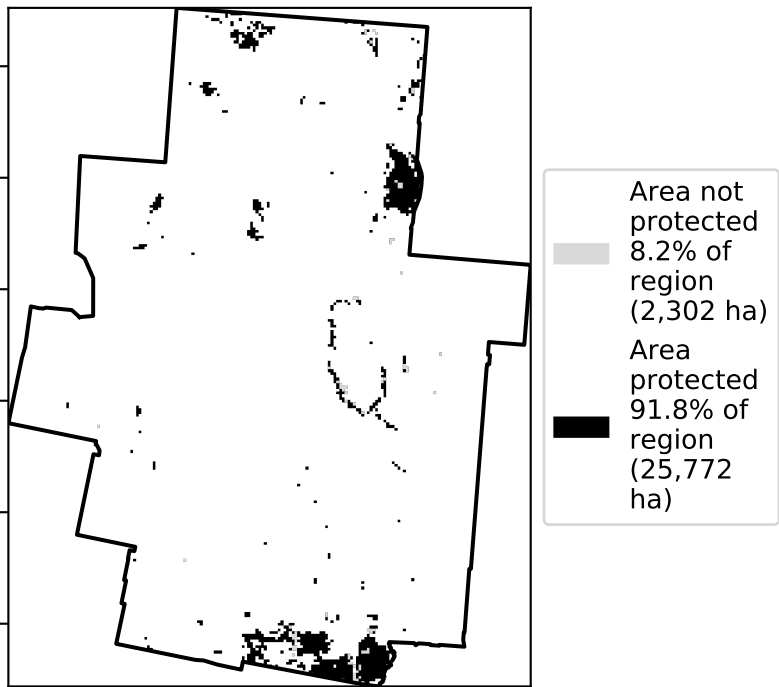 Area not
protected
8.2% of
region
(2,302 ha)
Area
protected
91.8% of
region
(25,772
ha)